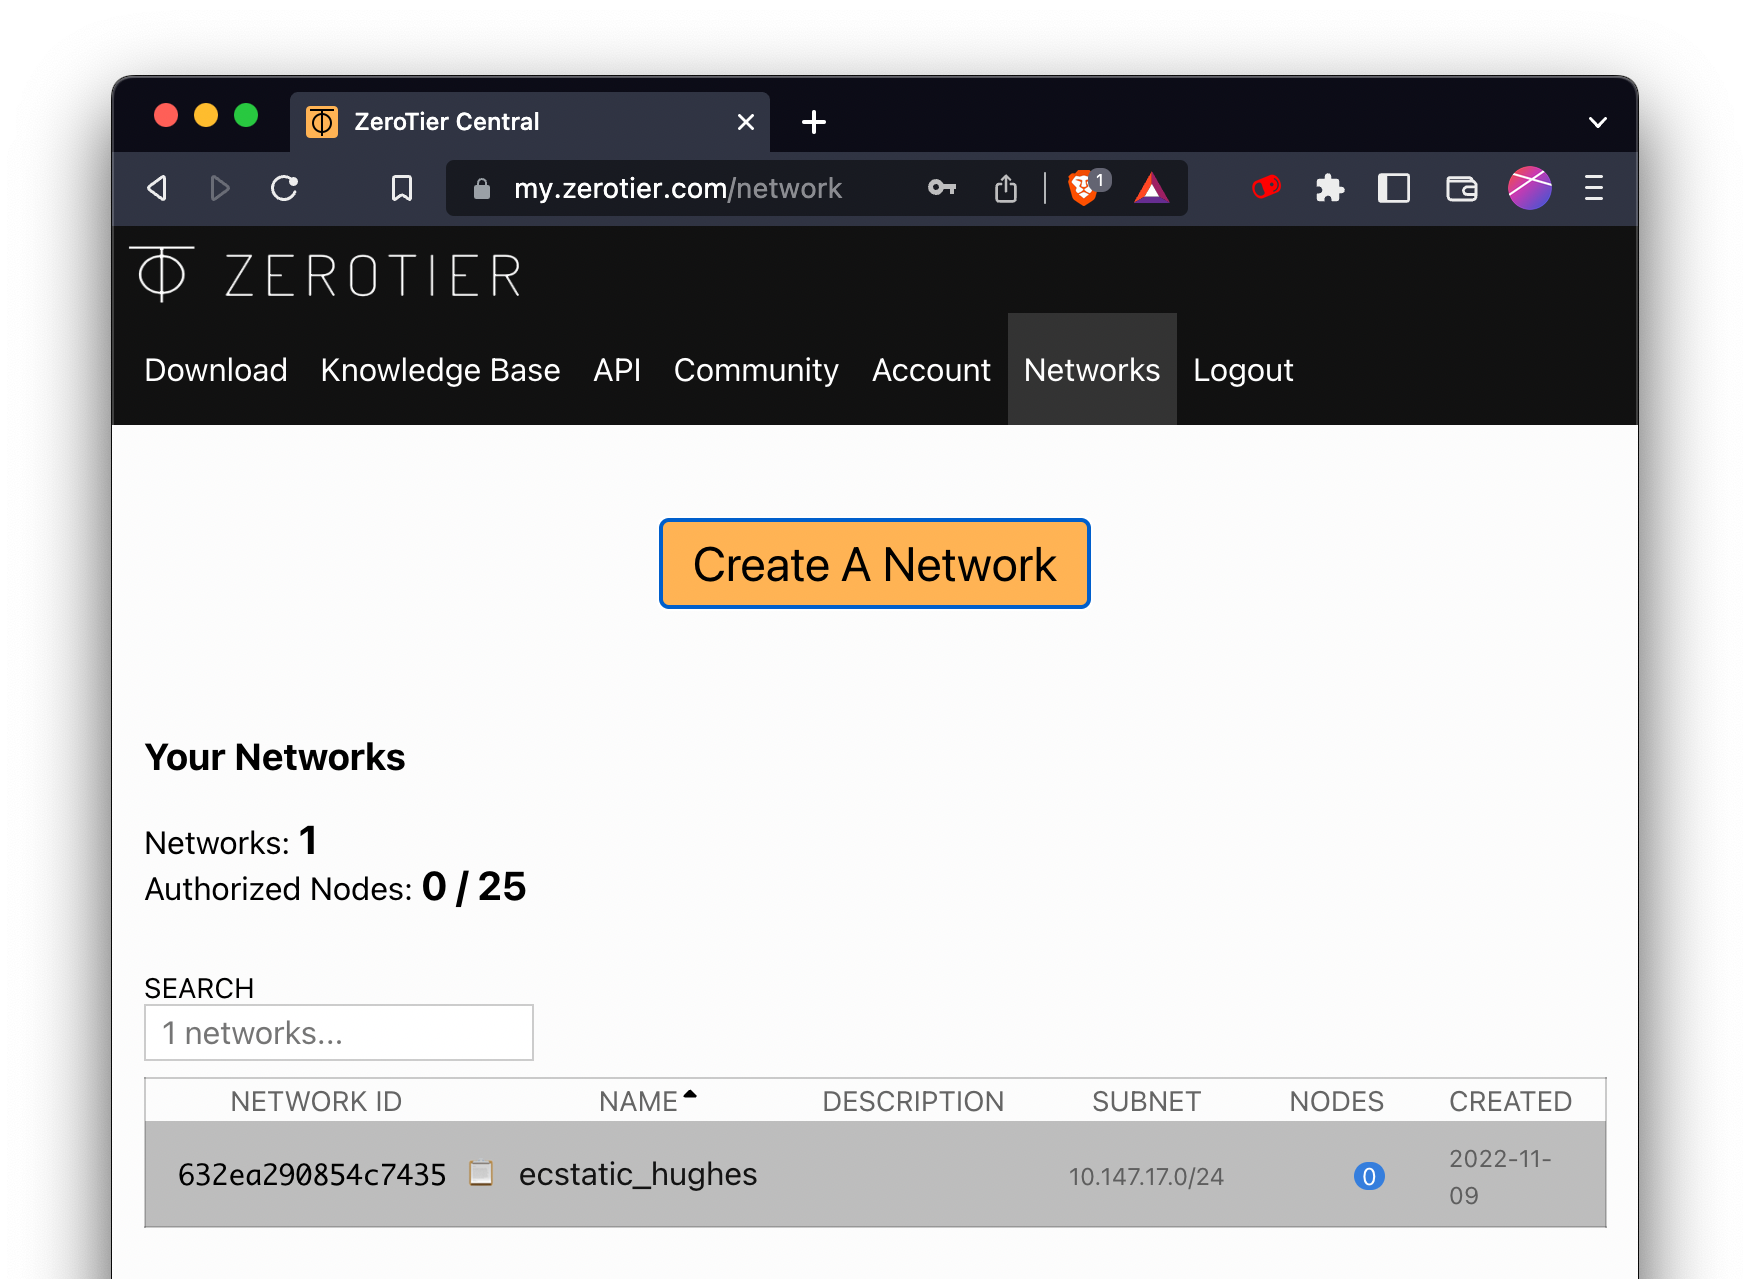 ZeroTier Central
my.zerotier.com/network
1
ZEROTIER
Download Knowledge Base API Community Account Networks Logout
Create A Network
Your Networks
Networks: 1
Authorized Nodes: 0 / 25
SEARCH
1 networks...
NETWORK ID NAME DESCRIPTION SUBNET NODES CREATED
632ea290854c7435 ecstatic_hughes 10.147.17.0/24 0 2022-11-
09